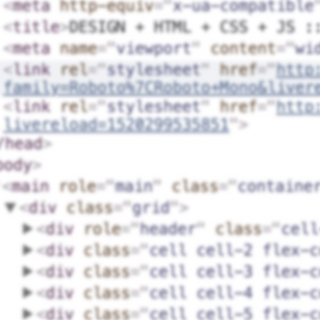 <meta http-equiv="x-ua-compatible"
<title>DESIGN + HTML + CSS + JS ::
<meta name="viewport" content="wid
<link rel="stylesheet" href="http:
family=Roboto%7CRoboto+Mono&livere
<link rel="stylesheet" href="http:
livereload=1520299535851">
/head>
body>
<main role="main" class="container
▼<div class="grid">
▶<div role="header" class="cell
▶<div class="cell cell-2 flex-c
▶<div class="cell cell-3 flex-c
▶<div class="cell cell-4 flex-c
▶<div class="cell cell-5 flex-c